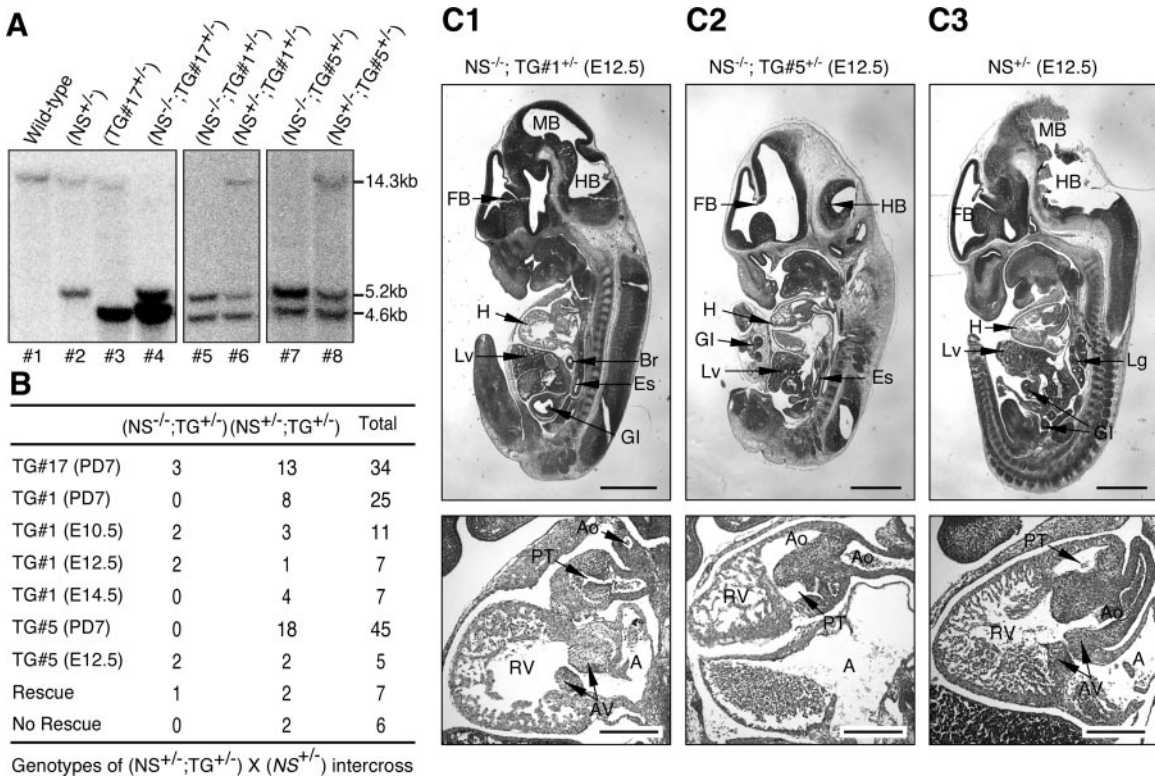 A
Wild-type
(NS+/-)
(TG#17+/-)
(NS-/-;TG#17+/-)
(NS-/-;TG#1+/-)
(NS+/-;TG#1+/-)
(NS-/-;TG#5+/-)
(NS+/-;TG#5+/-)
14.3kb
5.2kb
4.6kb
#1 #2 #3 #4 #5 #6 #7 #8
B
(NS-/-;TG+/-) (NS+/-;TG+/-) Total
TG#17 (PD7) 3 13 34
TG#1 (PD7) 0 8 25
TG#1 (E10.5) 2 3 11
TG#1 (E12.5) 2 1 7
TG#1 (E14.5) 0 4 7
TG#5 (PD7) 0 18 45
TG#5 (E12.5) 2 2 5
Rescue 1 2 7
No Rescue 0 2 6
Genotypes of (NS+/-;TG+/-) X (NS+/-) intercross
C1
NS-/-; TG#1+/- (E12.5)
MB
HB
FB
H
Lv
Br
Es
GI
Ao
PT
RV
A
AV
C2
NS-/-; TG#5+/- (E12.5)
FB
HB
H
GI
Lv
Es
Ao
Ao
RV
PT
A
C3
NS+/- (E12.5)
MB
HB
FB
H
Lv
Lg
GI
PT
Ao
RV
A
AV